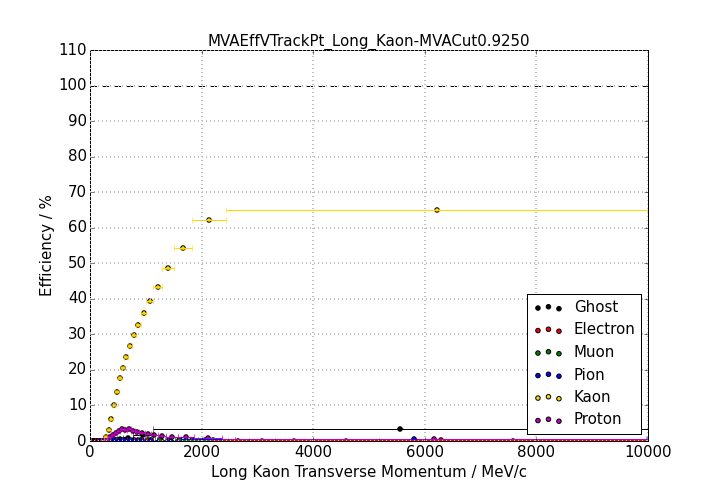 MVAEffVTrackPt_Long_Kaon-MVACut0.9250
110
100
90
80
70
60
50
40
30
20
10
0
Efficiency / %
Ghost
Electron
Muon
Pion
Kaon
Proton
0 2000 4000 6000 8000 10000
Long Kaon Transverse Momentum / MeV/c